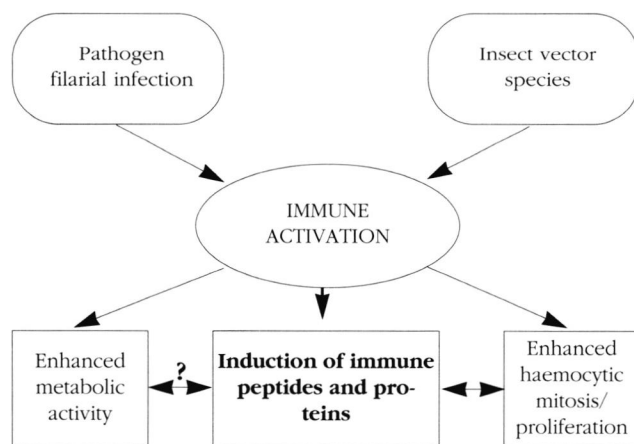 Pathogen
filarial infection
Insect vector
species
IMMUNE
ACTIVATION
Enhanced
metabolic
activity
?
Induction of immune
peptides and pro-
teins
Enhanced
haemocytic
mitosis/
proliferation